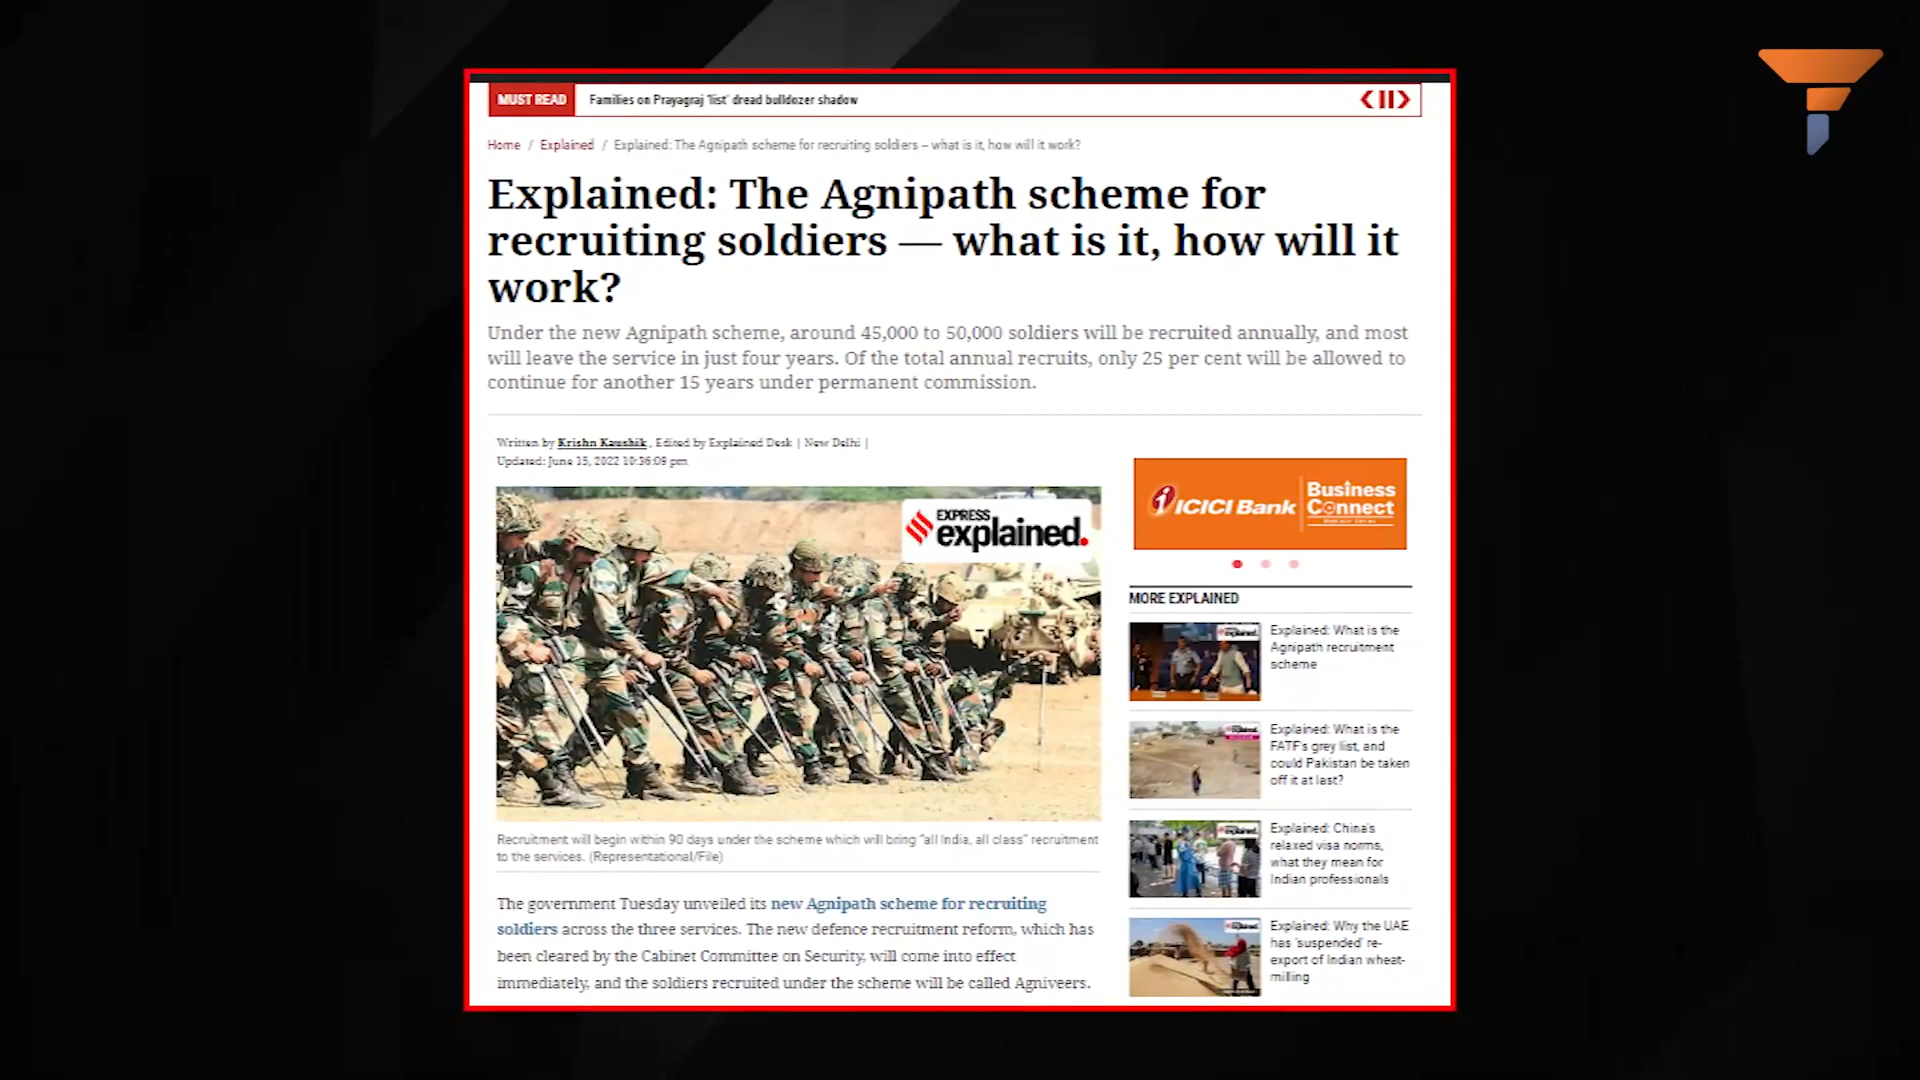 MUST READ Families on Prayagraj 'list' dread bulldozer shadow
Home / Explained / Explained: The Agnipath scheme for recruiting soldiers – what is it, how will it work?
Explained: The Agnipath scheme for
recruiting soldiers — what is it, how will it
work?
Under the new Agnipath scheme, around 45,000 to 50,000 soldiers will be recruited annually, and most
will leave the service in just four years. Of the total annual recruits, only 25 per cent will be allowed to
continue for another 15 years under permanent commission.
Written by Krishn Kaushik , Edited by Explained Desk | New Delhi |
Updated: June 15, 2022 10:36:09 pm
EXPRESS
explained.
Recruitment will begin within 90 days under the scheme which will bring "all India, all class" recruitment
to the services. (Representational/File)
The government Tuesday unveiled its new Agnipath scheme for recruiting
soldiers across the three services. The new defence recruitment reform, which has
been cleared by the Cabinet Committee on Security, will come into effect
immediately, and the soldiers recruited under the scheme will be called Agniveers.
ICICI Bank
Business
Connect
MORE EXPLAINED
Explained: What is the
Agnipath recruitment
scheme
Explained: What is the
FATF's grey list, and
could Pakistan be taken
off it at last?
Explained: China's
relaxed visa norms,
what they mean for
Indian professionals
Explained: Why the UAE
has 'suspended' re-
export of Indian wheat-
milling